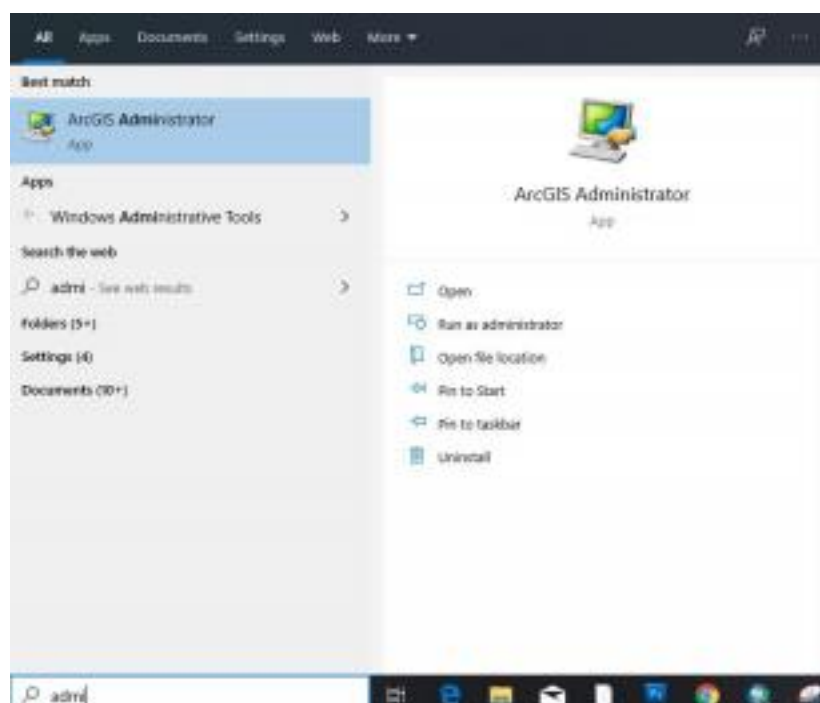 All Apps Documents Settings Web More
Best match
ArcGIS Administrator
App
Apps
Windows Administrative Tools
Search the web
admi - See web results
Folders (5+)
Settings (4)
Documents (10+)
ArcGIS Administrator
App
Open
Run as administrator
Open file location
Pin to Start
Pin to taskbar
Uninstall
admi